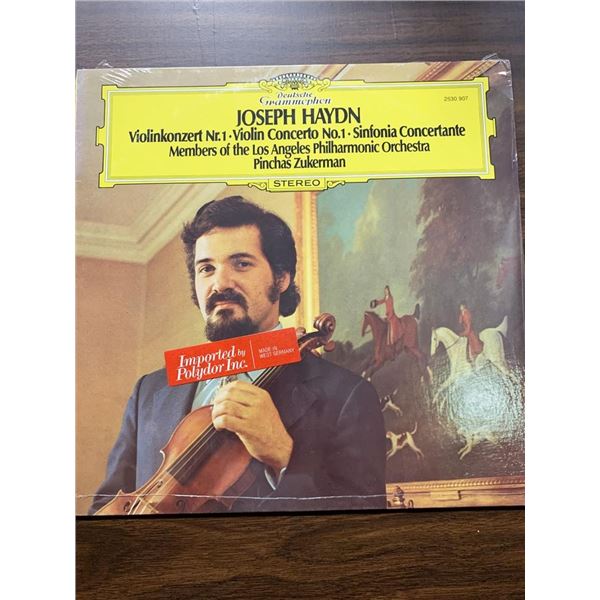 Deutsche
Grammophon
2530 907
JOSEPH HAYDN
Violinkonzert Nr.1 · Violin Concerto No.1 · Sinfonia Concertante
Members of the Los Angeles Philharmonic Orchestra
Pinchas Zukerman
STEREO
Imported by
Polydor Inc.
MADE IN
WEST GERMANY